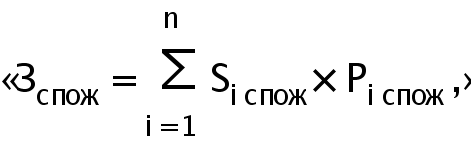 n
«Зспож = ∑ Si спож × Pi спож ,»
i = 1